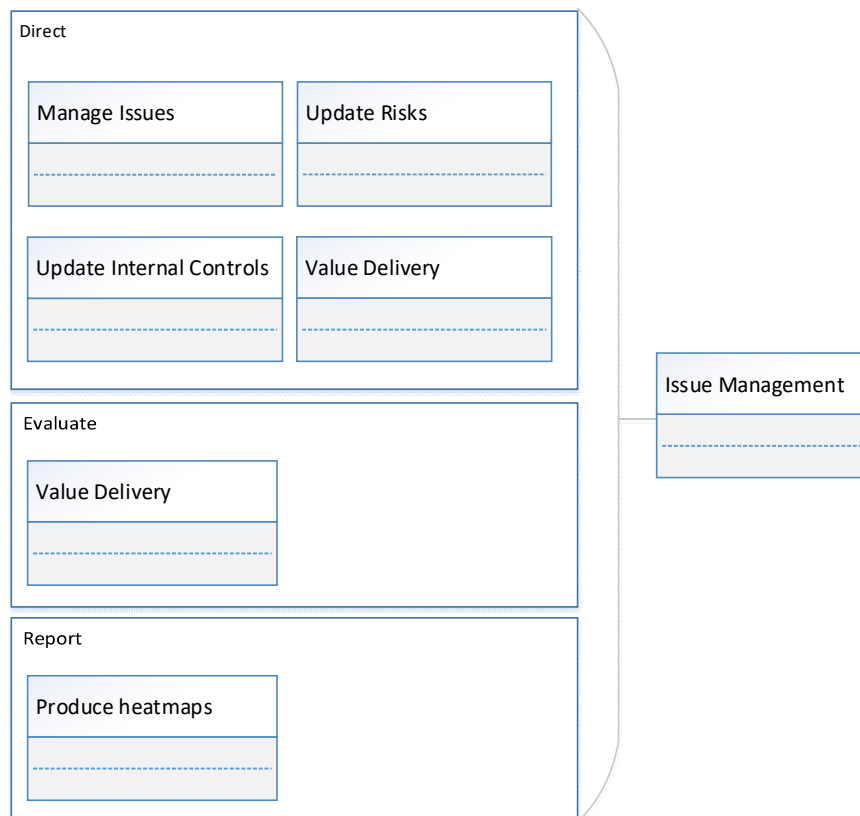 Direct
Manage Issues
Update Risks
Update Internal Controls
Value Delivery
Issue Management
Evaluate
Value Delivery
Report
Produce heatmaps